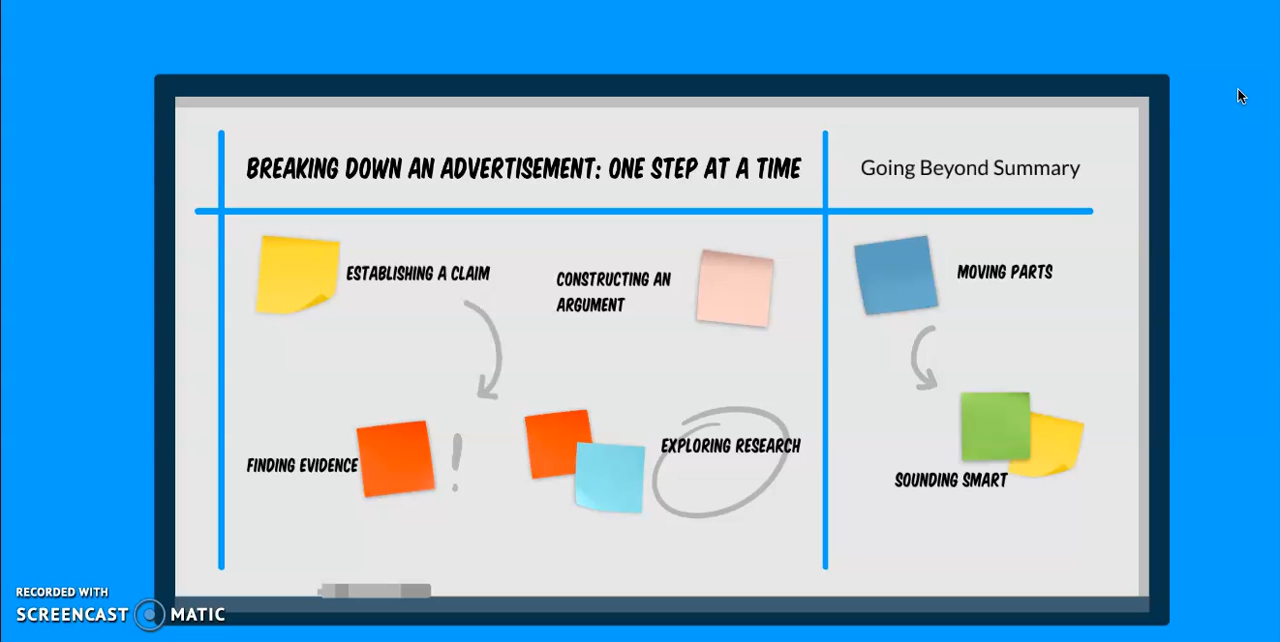 BREAKING DOWN AN ADVERTISEMENT: ONE STEP AT A TIME
Going Beyond Summary
ESTABLISHING A CLAIM
CONSTRUCTING AN
ARGUMENT
MOVING PARTS
FINDING EVIDENCE
!
EXPLORING RESEARCH
SOUNDING SMART
RECORDED WITH
SCREENCAST MATIC